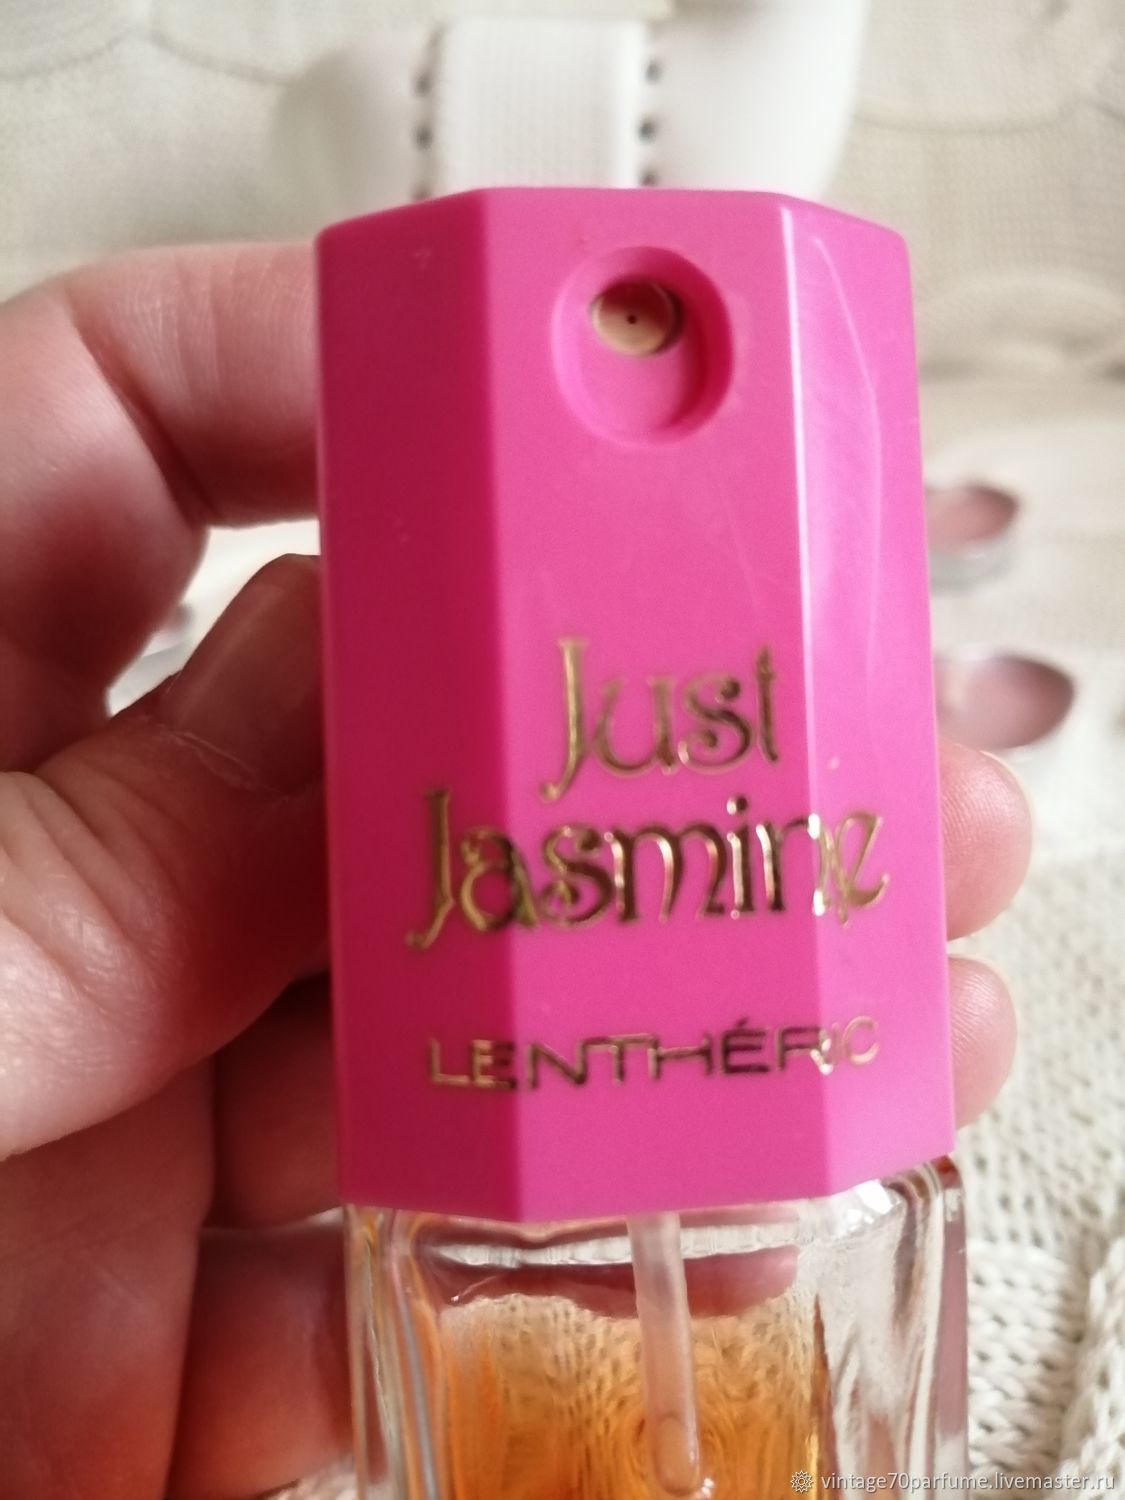 Just
Jasmine
LENTHÉRIC
vintage70parfume.livemaster.ru